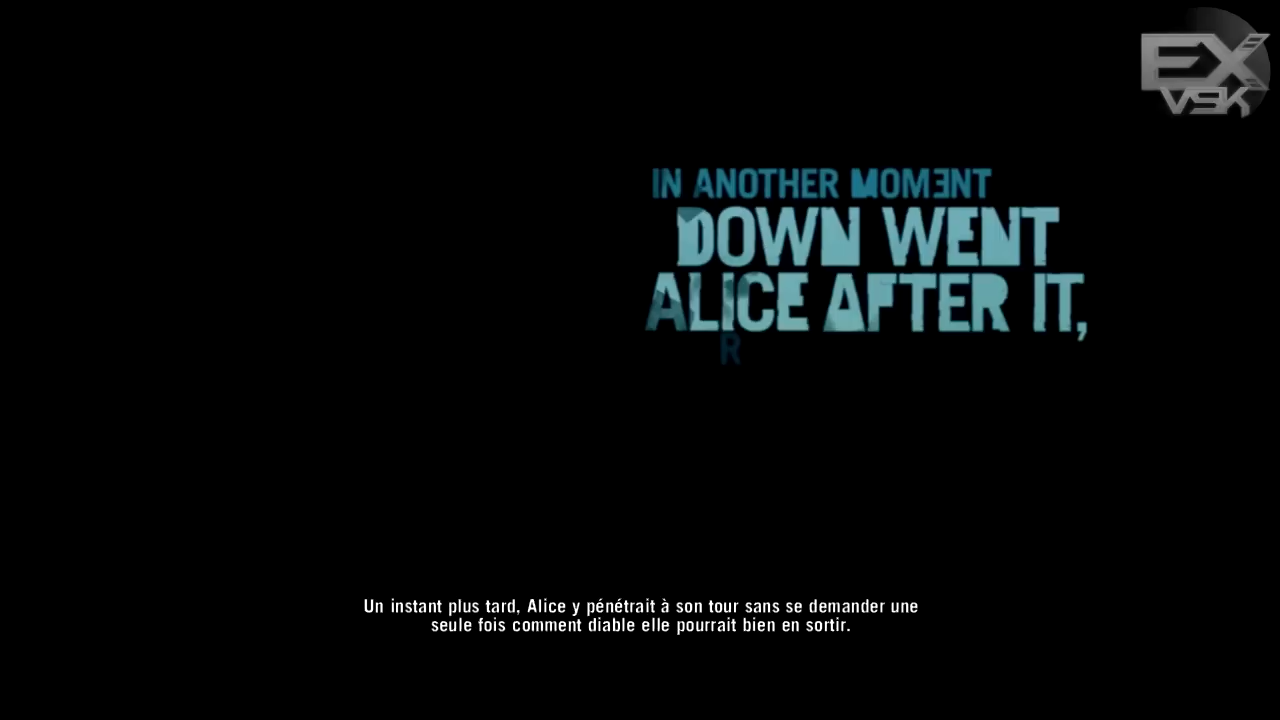 EX
VSK
IN ANOTHER MOMENT
DOWN WENT
ALICE AFTER IT,
R
Un instant plus tard, Alice y pénétrait à son tour sans se demander une
seule fois comment diable elle pourrait bien en sortir.